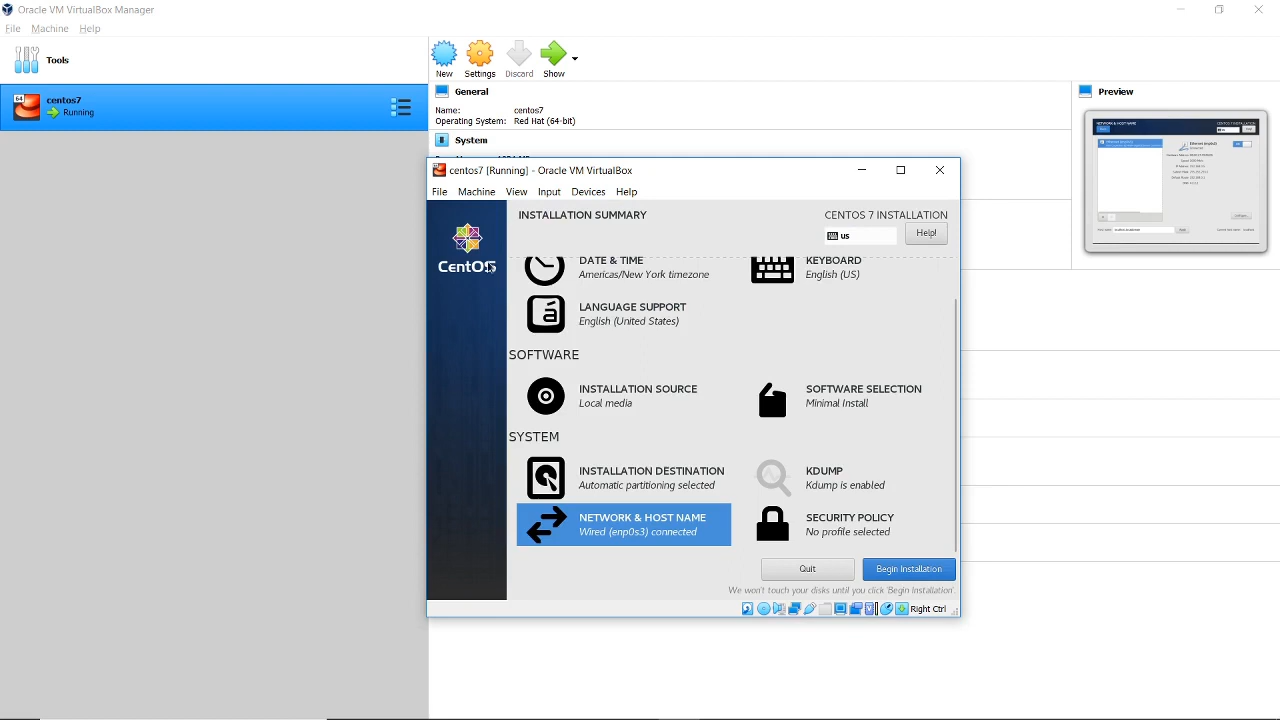 Oracle VM VirtualBox Manager
File Machine Help
Tools
New Settings Discard Show
64
centos7
Running
General
Name: centos7
Operating System: Red Hat (64-bit)
System
Preview
centos7 [Running] - Oracle VM VirtualBox
File Machine View Input Devices Help
INSTALLATION SUMMARY
CENTOS 7 INSTALLATION
us
Help!
CentOS
DATE & TIME
Americas/New York timezone
KEYBOARD
English (US)
LANGUAGE SUPPORT
English (United States)
SOFTWARE
INSTALLATION SOURCE
Local media
SOFTWARE SELECTION
Minimal Install
SYSTEM
INSTALLATION DESTINATION
Automatic partitioning selected
KDUMP
Kdump is enabled
NETWORK & HOST NAME
Wired (enp0s3) connected
SECURITY POLICY
No profile selected
Quit
Begin Installation
We won't touch your disks until you click 'Begin Installation'.
Right Ctrl